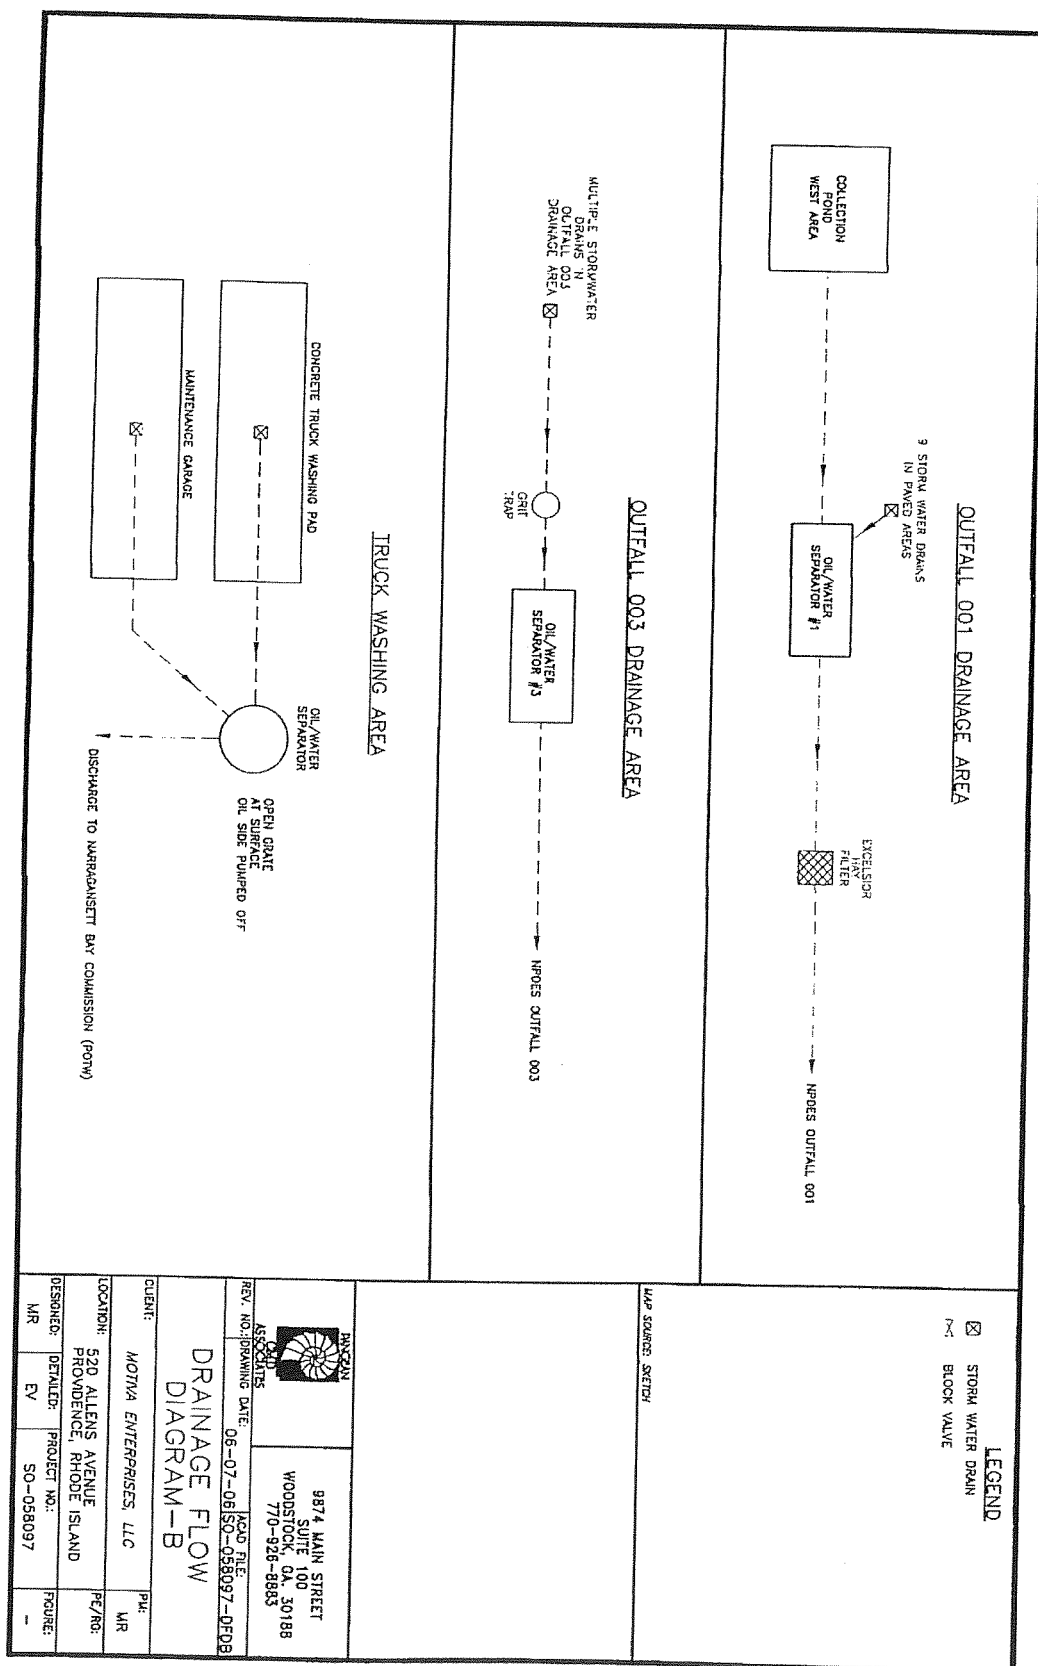 OUTFALL 001 DRAINAGE AREA
COLLECTION
POND
WEST AREA
9 STORM WATER DRAINS
IN PAVED AREAS
OIL/WATER
SEPARATOR #1
EXCELSIOR
HAY
FILTER
NPDES OUTFALL 001
OUTFALL 003 DRAINAGE AREA
MULTIPLE STORMWATER
DRAINS IN
OUTFALL 003
DRAINAGE AREA
GRIT
TRAP
OIL/WATER
SEPARATOR #3
NPDES OUTFALL 003
TRUCK WASHING AREA
CONCRETE TRUCK WASHING PAD
MAINTENANCE GARAGE
OIL/WATER
SEPARATOR
OPEN GRATE
AT SURFACE
OIL SIDE PUMPED OFF
DISCHARGE TO NARRAGANSETT BAY COMMISSION (POTW)
LEGEND
STORM WATER DRAIN
BLOCK VALVE
MAP SOURCE: SKETCH
PANGEAN
CMD
ASSOCIATES
9874 MAIN STREET
SUITE 100
WOODSTOCK, GA. 30188
770-926-8883
REV. NO.: DRAWING DATE: 06-07-06 ACAD FILE: SO-058097-DFDB
DRAINAGE FLOW
DIAGRAM-B
CLIENT: MOTIVA ENTERPRISES, LLC PM: MR
LOCATION: 520 ALLENS AVENUE
PROVIDENCE, RHODE ISLAND PE/RG:
DESIGNED: MR DETAILED: EV PROJECT NO.: SO-058097 FIGURE: -